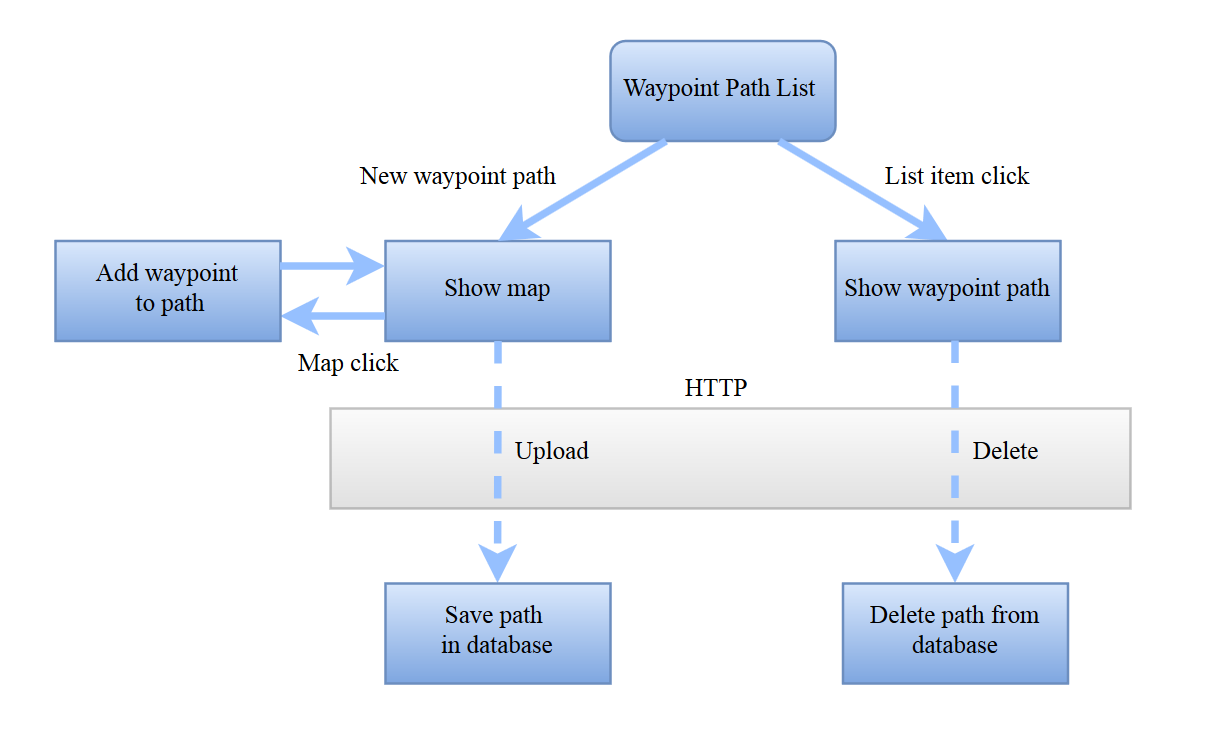 Waypoint Path List
New waypoint path
List item click
Add waypoint
to path
Show map
Show waypoint path
Map click
HTTP
Upload
Delete
Save path
in database
Delete path from
database